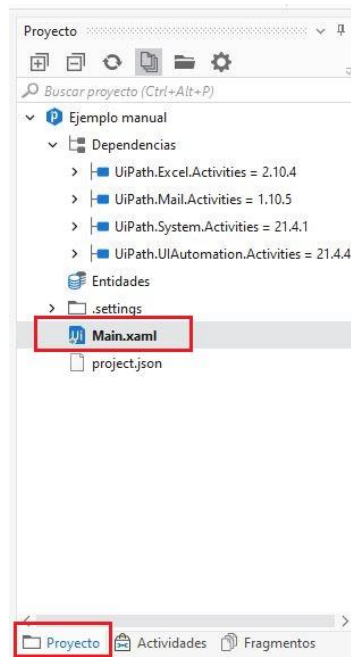 Proyecto
Buscar proyecto (Ctrl+Alt+P)
Ejemplo manual
Dependencias
UiPath.Excel.Activities = 2.10.4
UiPath.Mail.Activities = 1.10.5
UiPath.System.Activities = 21.4.1
UiPath.UIAutomation.Activities = 21.4.4
Entidades
.settings
Main.xaml
project.json
Proyecto Actividades Fragmentos